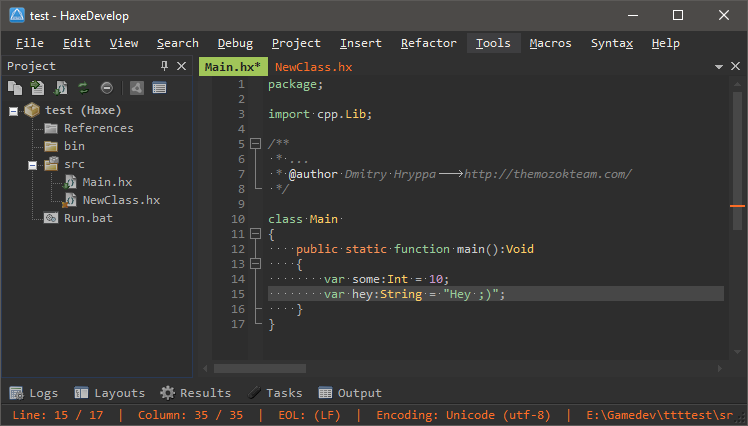 test - HaxeDevelop
File Edit View Search Debug Project Insert Refactor Tools Macros Syntax Help
Project
test (Haxe)
References
bin
src
Main.hx
NewClass.hx
Run.bat
Main.hx* NewClass.hx
1 package;
2
3 import cpp.Lib;
4
5 /**
6 * ...
7 * @author Dmitry Hryppa http://themozokteam.com/
8 */
9
10 class Main
11 {
12 public static function main():Void
13 {
14 var some:Int = 10;
15 var hey:String = "Hey ;)";
16 }
17 }
Logs Layouts Results Tasks Output
Line: 15 / 17 | Column: 35 / 35 | EOL: (LF) | Encoding: Unicode (utf-8) | E:\Gamedev\ttttest\sr